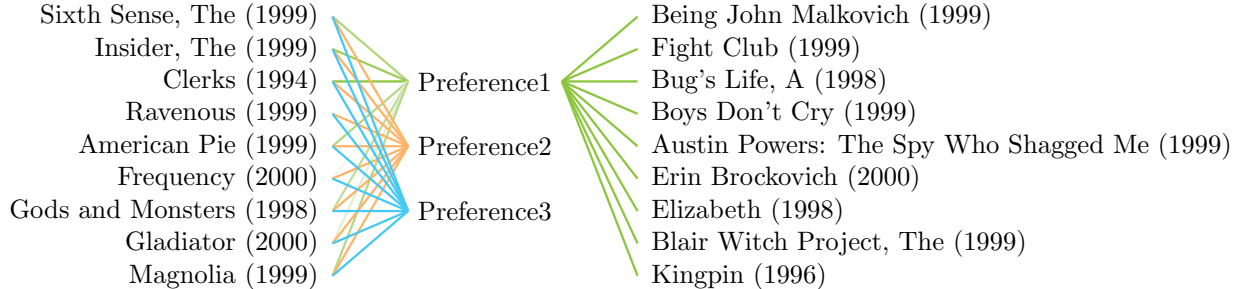 Sixth Sense, The (1999)
Insider, The (1999)
Clerks (1994)
Ravenous (1999)
American Pie (1999)
Frequency (2000)
Gods and Monsters (1998)
Gladiator (2000)
Magnolia (1999)
Preference1
Preference2
Preference3
Being John Malkovich (1999)
Fight Club (1999)
Bug's Life, A (1998)
Boys Don't Cry (1999)
Austin Powers: The Spy Who Shagged Me (1999)
Erin Brockovich (2000)
Elizabeth (1998)
Blair Witch Project, The (1999)
Kingpin (1996)